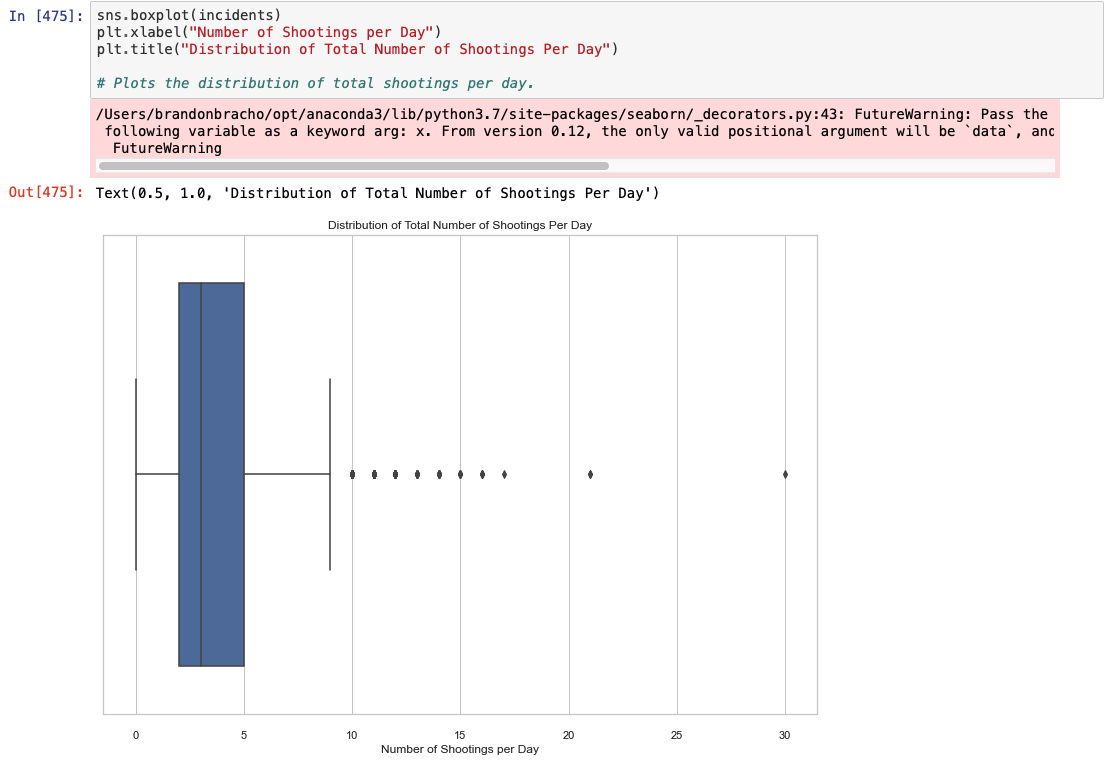 In [475]: sns.boxplot(incidents)
plt.xlabel("Number of Shootings per Day")
plt.title("Distribution of Total Number of Shootings Per Day")
# Plots the distribution of total shootings per day.
/Users/brandonbracho/opt/anaconda3/lib/python3.7/site-packages/seaborn/_decorators.py:43: FutureWarning: Pass the
following variable as a keyword arg: x. From version 0.12, the only valid positional argument will be `data`, and
FutureWarning
Out[475]: Text(0.5, 1.0, 'Distribution of Total Number of Shootings Per Day')
Distribution of Total Number of Shootings Per Day
0 5 10 15 20 25 30
Number of Shootings per Day